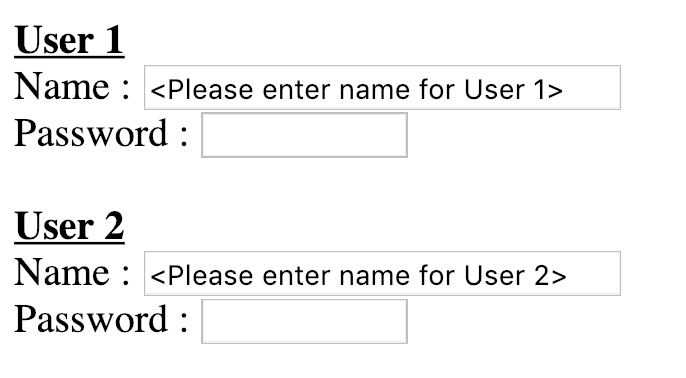 User 1
Name : <Please enter name for User 1>
Password :
User 2
Name : <Please enter name for User 2>
Password :